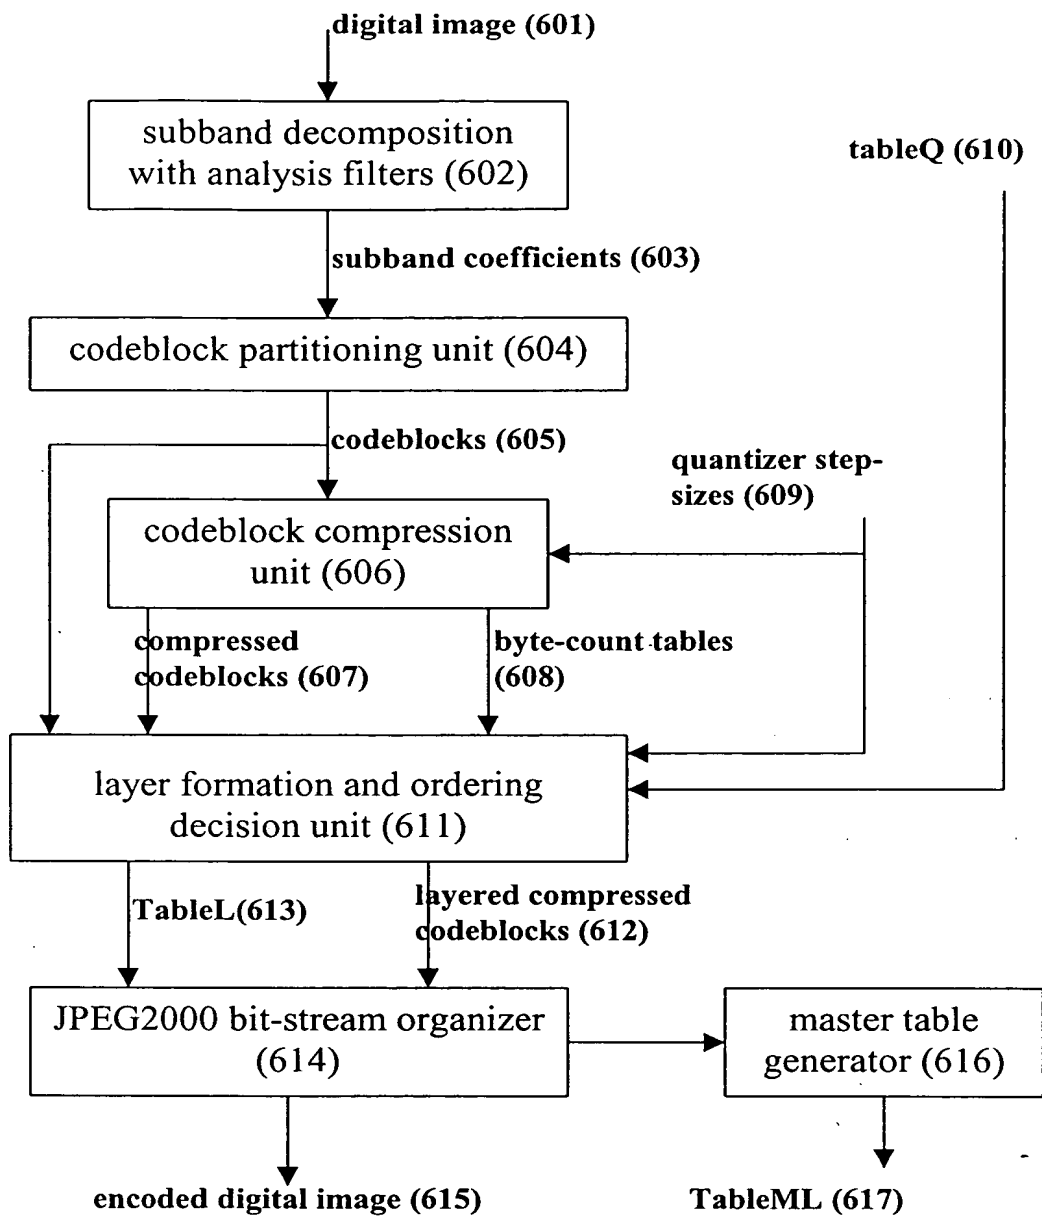 digital image (601)
subband decomposition
with analysis filters (602)
tableQ (610)
subband coefficients (603)
codeblock partitioning unit (604)
codeblocks (605)
quantizer step-
sizes (609)
codeblock compression
unit (606)
compressed
codeblocks (607)
byte-count tables
(608)
layer formation and ordering
decision unit (611)
TableL(613)
layered compressed
codeblocks (612)
JPEG2000 bit-stream organizer
(614)
master table
generator (616)
encoded digital image (615)
TableML (617)